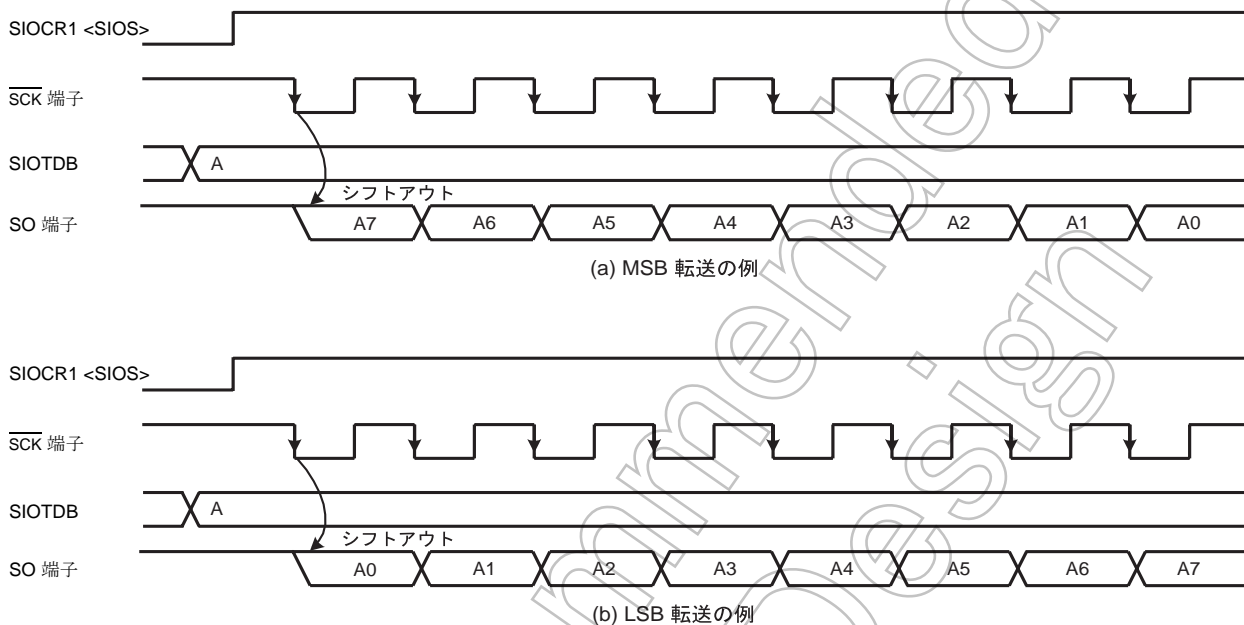 SIOCR1 <SIOS>
SCK 端子
SIOTDB A
シフトアウト
SO 端子 A7 A6 A5 A4 A3 A2 A1 A0
(a) MSB 転送の例
SIOCR1 <SIOS>
SCK 端子
SIOTDB A
シフトアウト
SO 端子 A0 A1 A2 A3 A4 A5 A6 A7
(b) LSB 転送の例
mmended
Design